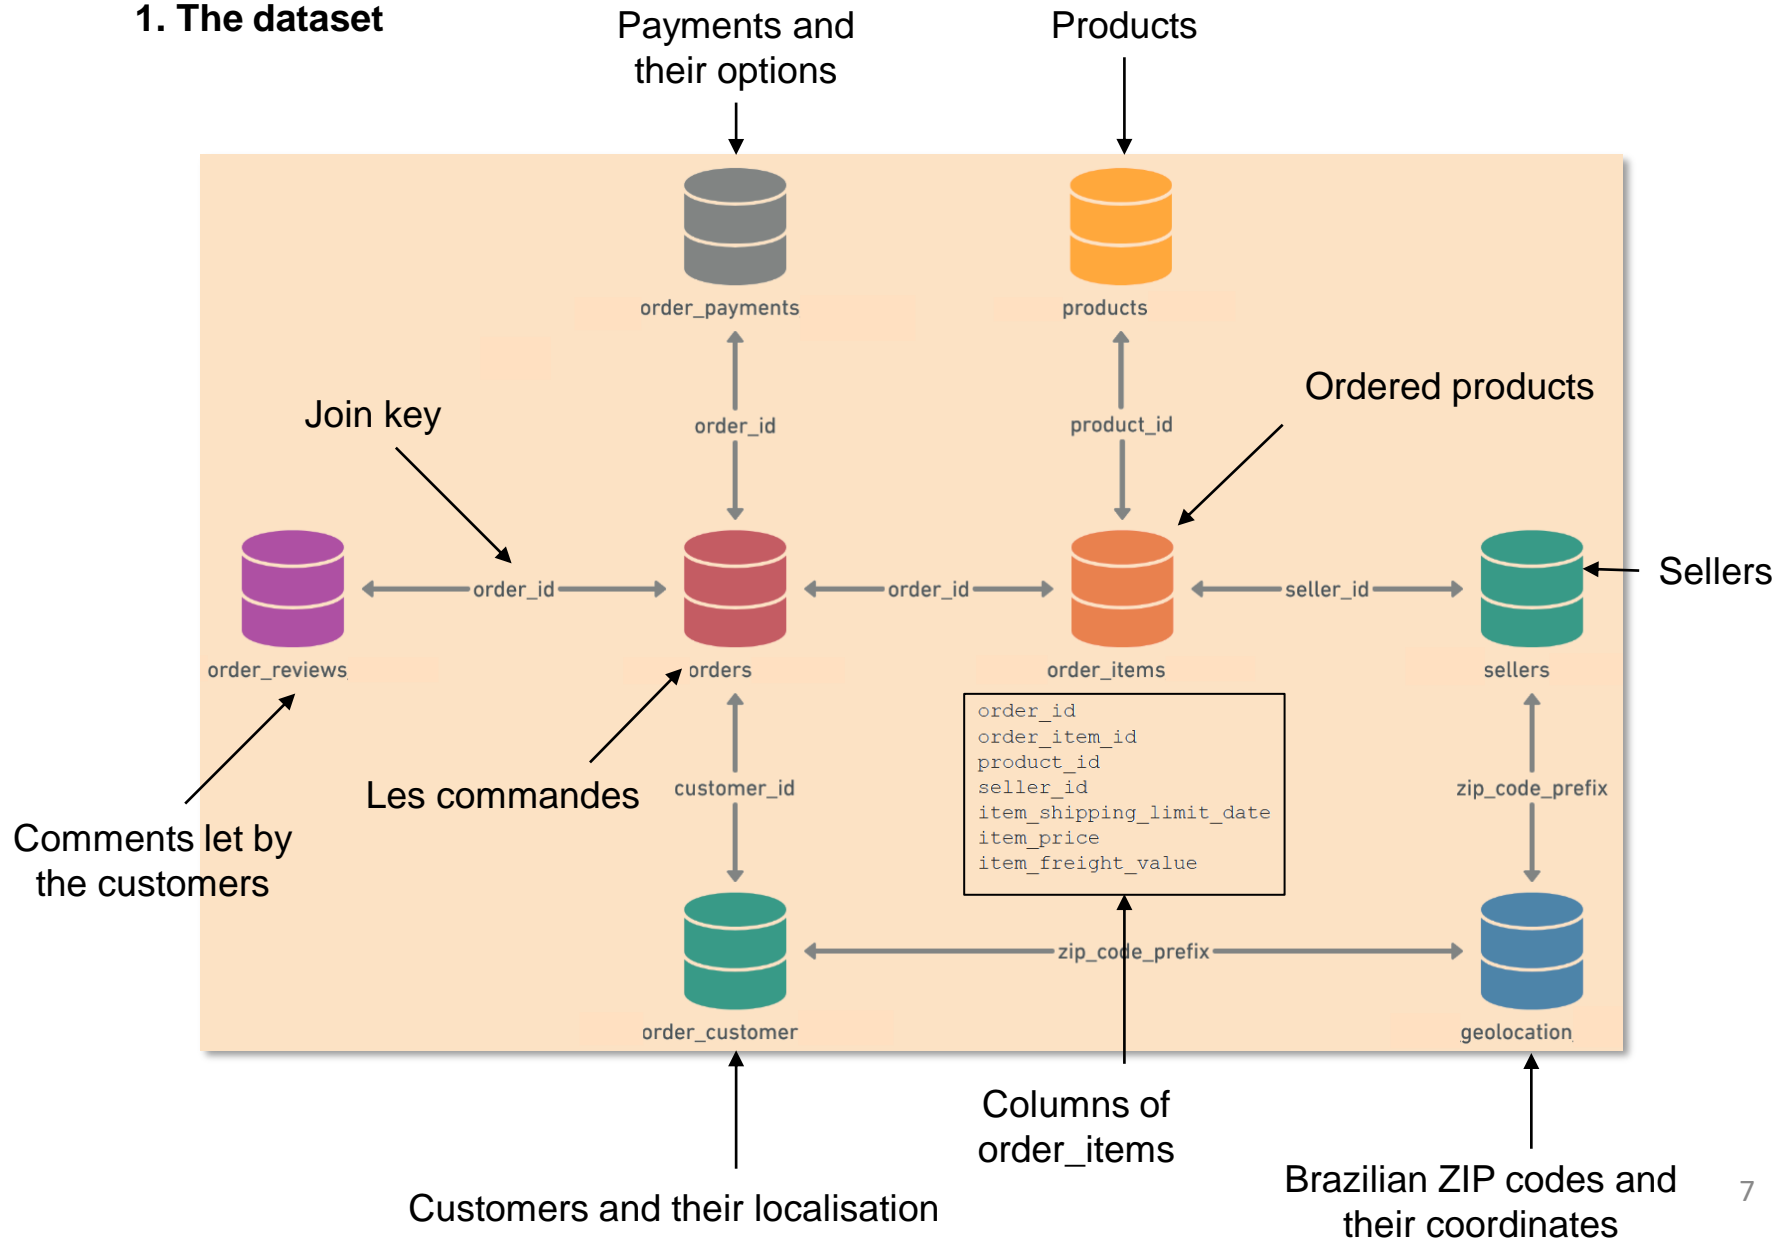 1. The dataset
Payments and
their options
Products
order_payments
products
Ordered products
Join key
order_id
product_id
order_id
order_id
seller_id
Sellers
order_reviews
orders
order_items
sellers
order_id
order_item_id
product_id
seller_id
item_shipping_limit_date
item_price
item_freight_value
Les commandes
customer_id
zip_code_prefix
Comments let by
the customers
zip_code_prefix
order_customer
geolocation
Columns of
order_items
Customers and their localisation
Brazilian ZIP codes and
their coordinates
7